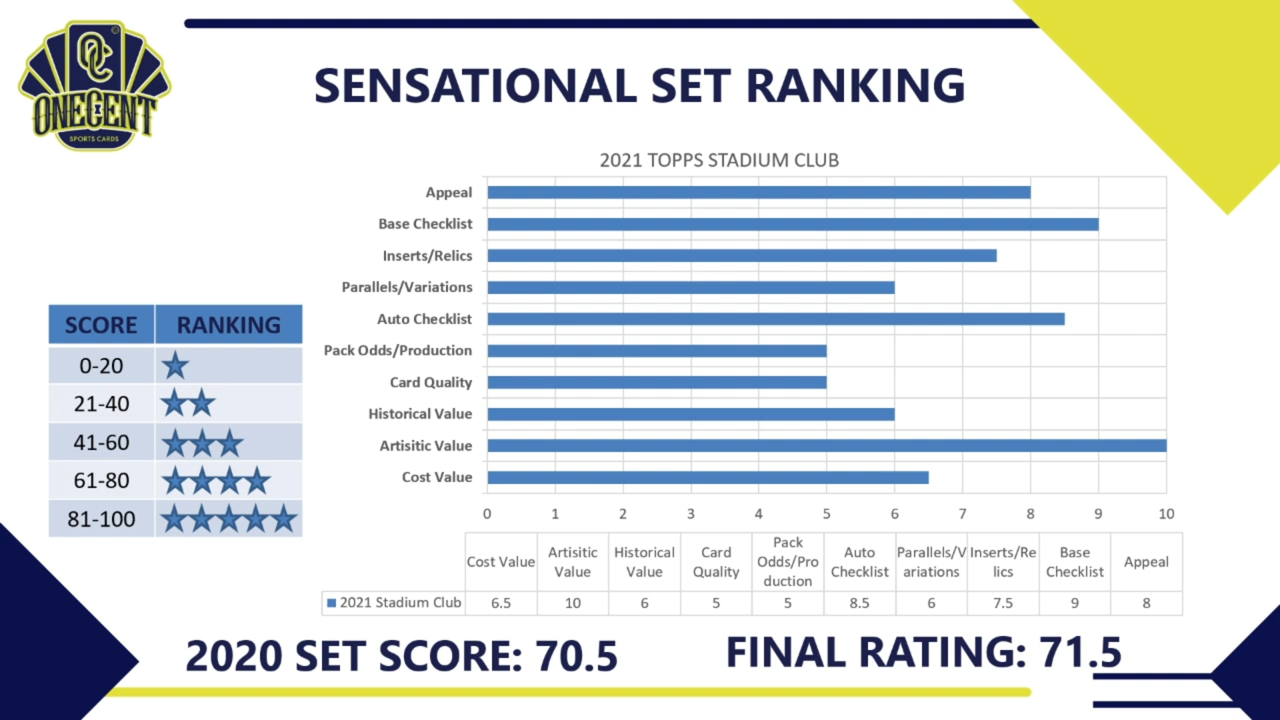 OC
ONECENT
SPORTS CARDS
SENSATIONAL SET RANKING
2021 TOPPS STADIUM CLUB
Appeal
Base Checklist
Inserts/Relics
Parallels/Variations
Auto Checklist
Pack Odds/Production
Card Quality
Historical Value
Artisitic Value
Cost Value
0 1 2 3 4 5 6 7 8 9 10
SCORE RANKING
0-20
21-40
41-60
61-80
81-100
Cost Value Artisitic Value Historical Value Card Quality Pack Odds/Production Auto Checklist Parallels/Variations Inserts/Relics Base Checklist Appeal
2021 Stadium Club 6.5 10 6 5 5 8.5 6 7.5 9 8
2020 SET SCORE: 70.5
FINAL RATING: 71.5